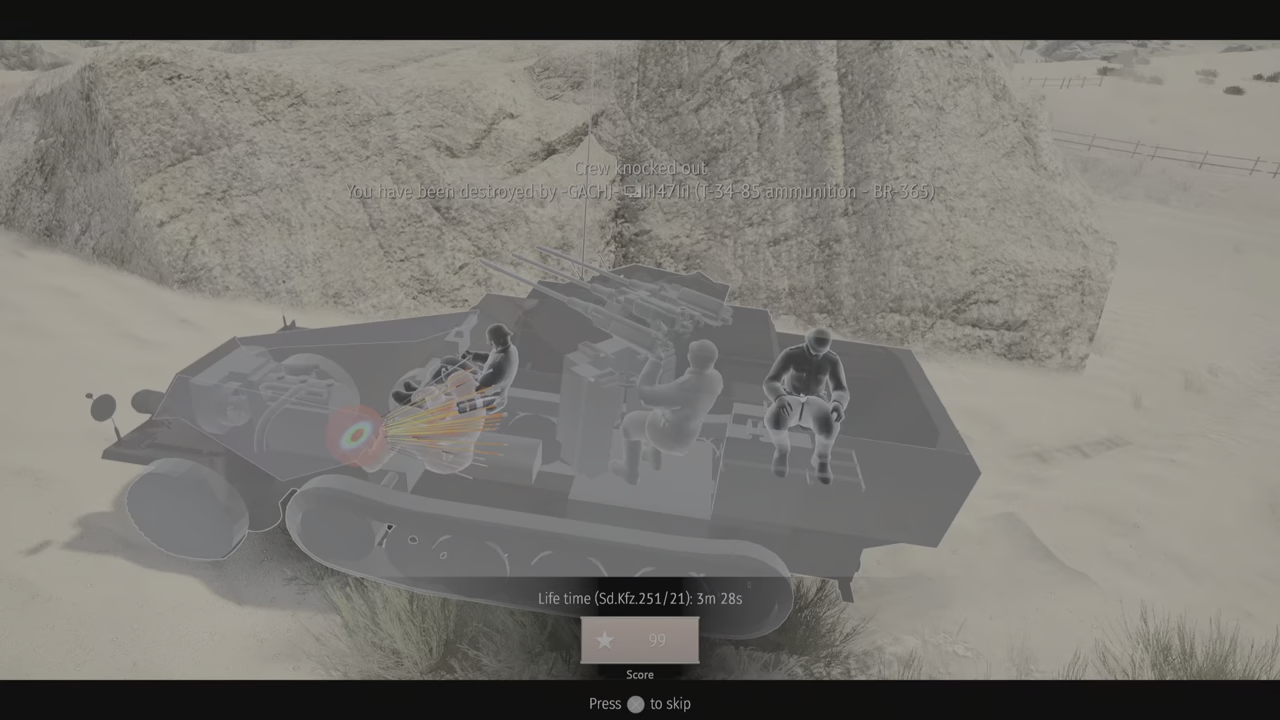 Crew knocked out
You have been destroyed by -GACHI- (T-34-85 ammunition - BR-365)
Life time (Sd.Kfz.251/21): 3m 28s
99
Score
Press to skip